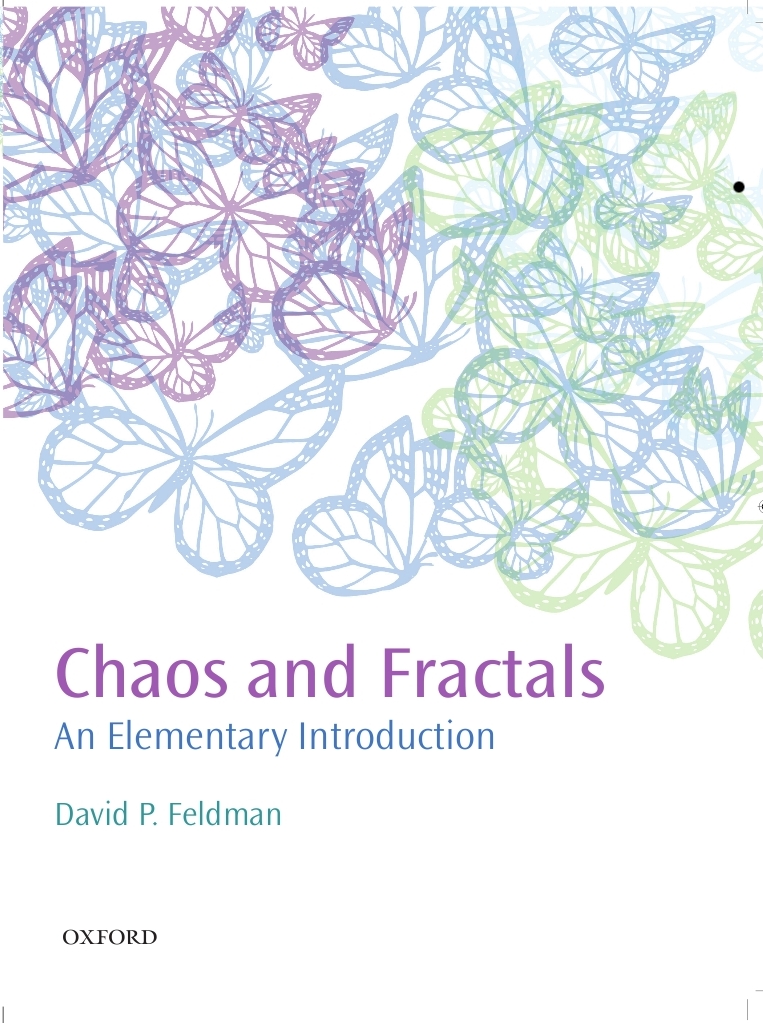 Chaos and Fractals
An Elementary Introduction
David P. Feldman
OXFORD